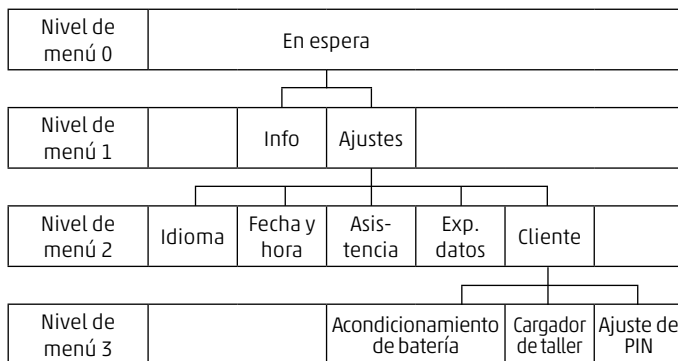 Nivel de
menú 0
En espera
Nivel de
menú 1
Info
Ajustes
Nivel de
menú 2
Idioma
Fecha y
hora
Asis-
tencia
Exp.
datos
Cliente
Nivel de
menú 3
Acondicionamiento
de batería
Cargador
de taller
Ajuste de
PIN